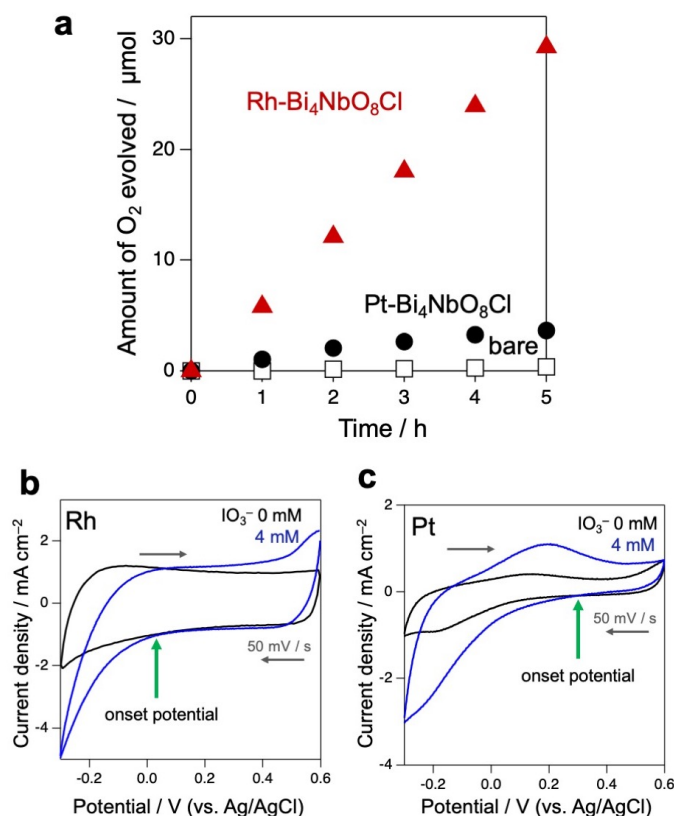 a
Amount of O₂ evolved / μmol
30
20
10
0
Rh-Bi₄NbO₈Cl
Pt-Bi₄NbO₈Cl
bare
0 1 2 3 4 5
Time / h
b
Rh
IO₃⁻ 0 mM
4 mM
Current density / mA cm⁻²
2
0
-2
-4
50 mV / s
onset potential
-0.2 0.0 0.2 0.4 0.6
Potential / V (vs. Ag/AgCl)
c
Pt
IO₃⁻ 0 mM
4 mM
Current density / mA cm⁻²
2
0
-2
-4
50 mV / s
onset potential
-0.2 0.0 0.2 0.4 0.6
Potential / V (vs. Ag/AgCl)